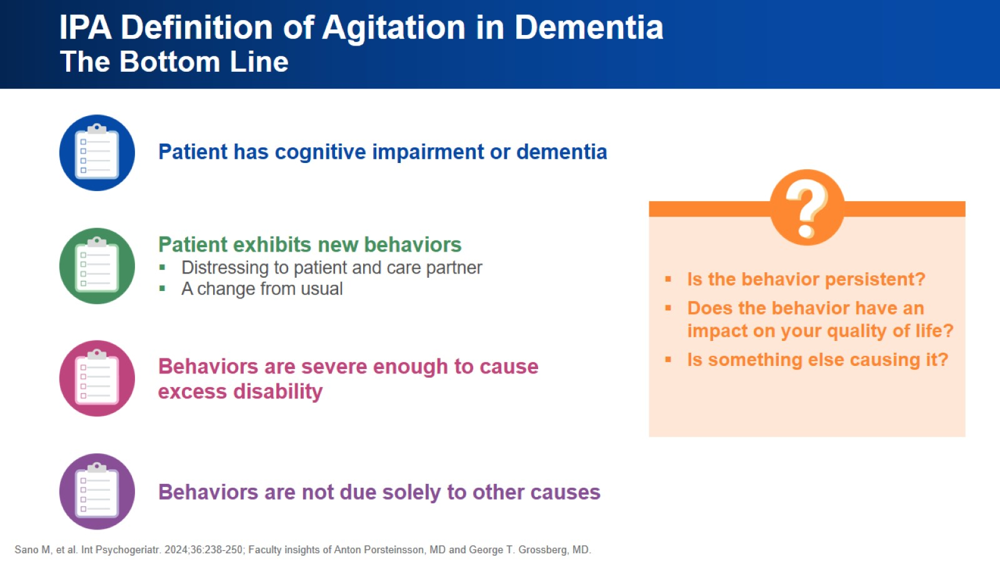 IPA Definition of Agitation in Dementia
The Bottom Line
Patient has cognitive impairment or dementia
Patient exhibits new behaviors
▪ Distressing to patient and care partner
▪ A change from usual
Behaviors are severe enough to cause
excess disability
Behaviors are not due solely to other causes
?
▪ Is the behavior persistent?
▪ Does the behavior have an
impact on your quality of life?
▪ Is something else causing it?
Sano M, et al. Int Psychogeriatr. 2024;36:238-250; Faculty insights of Anton Porsteinsson, MD and George T. Grossberg, MD.